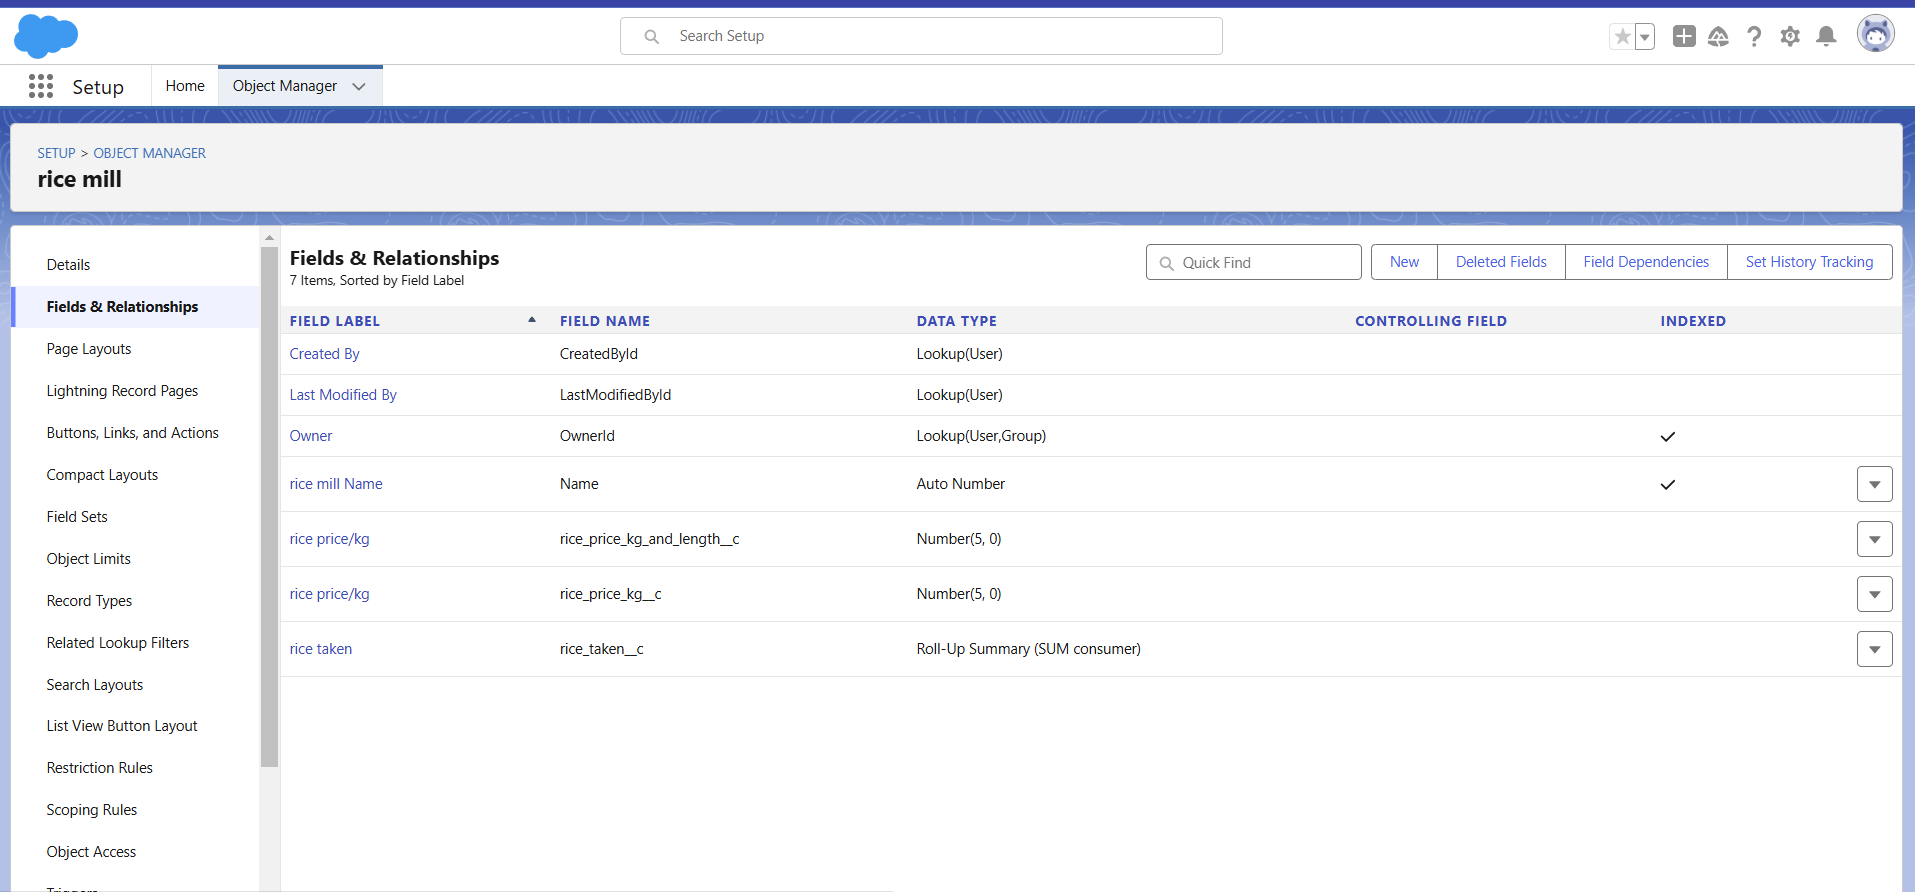 Search Setup
Setup
Home
Object Manager
SETUP > OBJECT MANAGER
rice mill
Details
Fields & Relationships
Page Layouts
Lightning Record Pages
Buttons, Links, and Actions
Compact Layouts
Field Sets
Object Limits
Record Types
Related Lookup Filters
Search Layouts
List View Button Layout
Restriction Rules
Scoping Rules
Object Access
Triggers
Fields & Relationships
7 Items, Sorted by Field Label
Quick Find
New
Deleted Fields
Field Dependencies
Set History Tracking
FIELD LABEL FIELD NAME DATA TYPE CONTROLLING FIELD INDEXED
Created By CreatedById Lookup(User)
Last Modified By LastModifiedById Lookup(User)
Owner OwnerId Lookup(User,Group)
rice mill Name Name Auto Number
rice price/kg rice_price_kg_and_length__c Number(5, 0)
rice price/kg rice_price_kg__c Number(5, 0)
rice taken rice_taken__c Roll-Up Summary (SUM consumer)